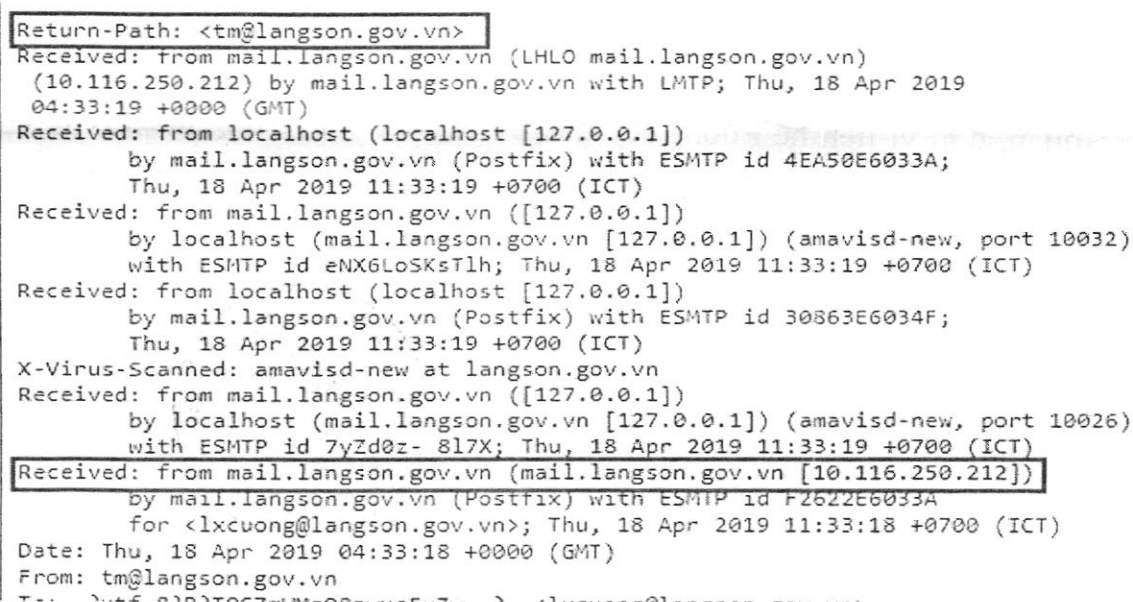 Return-Path: <tm@langson.gov.vn>
Received: from mail.langson.gov.vn (LHLO mail.langson.gov.vn)
(10.116.250.212) by mail.langson.gov.vn with LMTP; Thu, 18 Apr 2019
04:33:19 +0000 (GMT)
Received: from localhost (localhost [127.0.0.1])
by mail.langson.gov.vn (Postfix) with ESMTP id 4EA50E6033A;
Thu, 18 Apr 2019 11:33:19 +0700 (ICT)
Received: from mail.langson.gov.vn ([127.0.0.1])
by localhost (mail.langson.gov.vn [127.0.0.1]) (amavisd-new, port 10032)
with ESMTP id eNX6LoSKsTlh; Thu, 18 Apr 2019 11:33:19 +0700 (ICT)
Received: from localhost (localhost [127.0.0.1])
by mail.langson.gov.vn (Postfix) with ESMTP id 30863E6034F;
Thu, 18 Apr 2019 11:33:19 +0700 (ICT)
X-Virus-Scanned: amavisd-new at langson.gov.vn
Received: from mail.langson.gov.vn ([127.0.0.1])
by localhost (mail.langson.gov.vn [127.0.0.1]) (amavisd-new, port 10026)
with ESMTP id 7yZd0z- 8l7X; Thu, 18 Apr 2019 11:33:19 +0700 (ICT)
Received: from mail.langson.gov.vn (mail.langson.gov.vn [10.116.250.212])
by mail.langson.gov.vn (Postfix) with ESMTP id F2622E6033A
for <lxcuong@langson.gov.vn>; Thu, 18 Apr 2019 11:33:18 +0700 (ICT)
Date: Thu, 18 Apr 2019 04:33:18 +0000 (GMT)
From: tm@langson.gov.vn